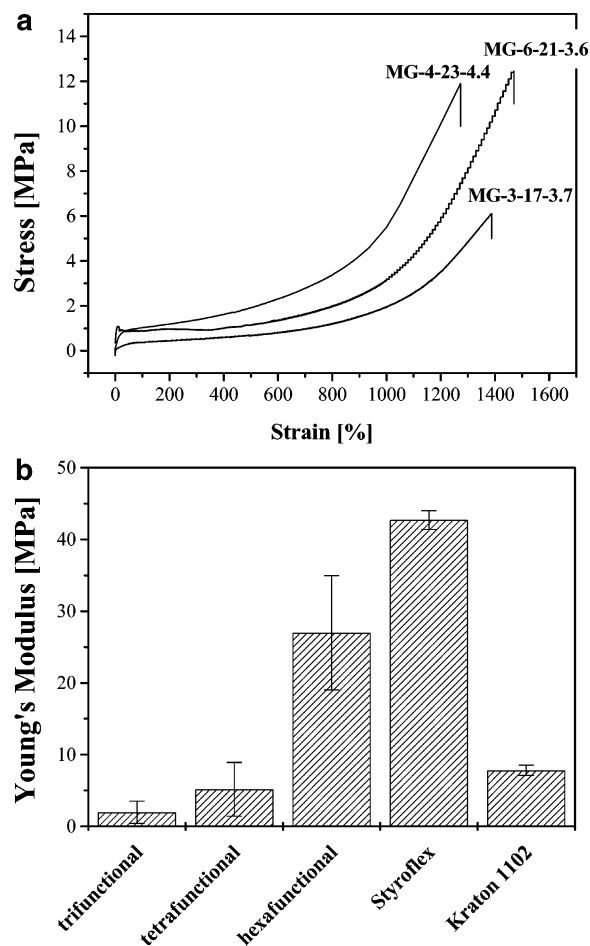 a
14
12
10
8
6
4
2
0
Stress [MPa]
MG-4-23-4.4
MG-6-21-3.6
MG-3-17-3.7
0 200 400 600 800 1000 1200 1400 1600
Strain [%]
b
50
40
30
20
10
0
Young's Modulus [MPa]
trifunctional
tetrafunctional
hexafunctional
Styroflex
Kraton 1102